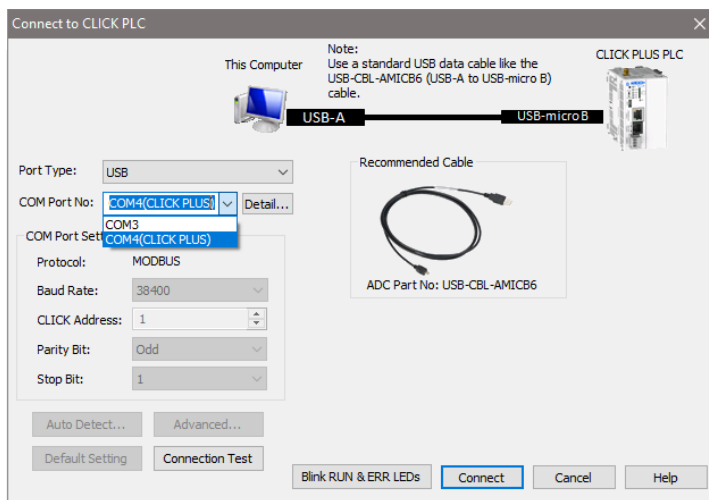 Connect to CLICK PLC
This Computer
Note:
Use a standard USB data cable like the
USB-CBL-AMICB6 (USB-A to USB-micro B)
cable.
CLICK PLUS PLC
USB-A
USB-micro B
Port Type:
USB
COM Port No:
COM4(CLICK PLUS)
Detail...
COM3
COM4(CLICK PLUS)
COM Port Set
Protocol:
MODBUS
Baud Rate:
38400
CLICK Address:
1
Parity Bit:
Odd
Stop Bit:
1
Auto Detect...
Advanced...
Default Setting
Connection Test
Recommended Cable
ADC Part No: USB-CBL-AMICB6
Blink RUN & ERR LEDs
Connect
Cancel
Help